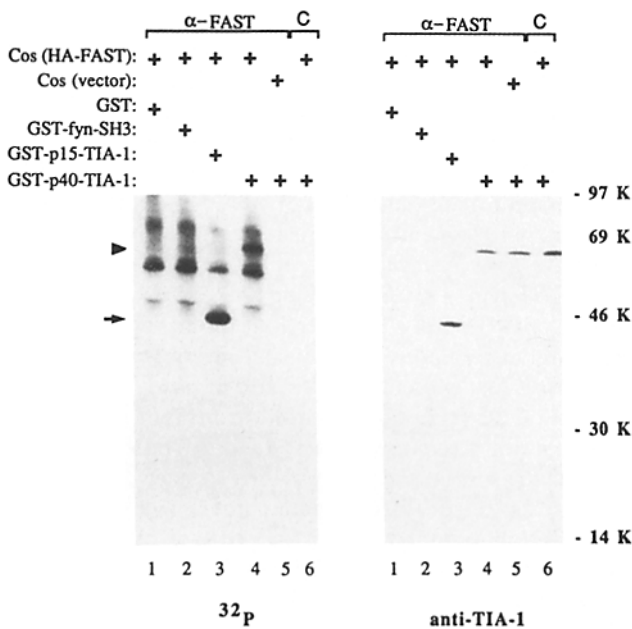 α-FAST C α-FAST C
Cos (HA-FAST): + + + + + + + + + +
Cos (vector): + +
GST: + +
GST-fyn-SH3: + +
GST-p15-TIA-1: + +
GST-p40-TIA-1: + + + + + +
- 97 K
69 K
- 46 K
- 30 K
- 14 K
1 2 3 4 5 6 1 2 3 4 5 6
32P anti-TIA-1